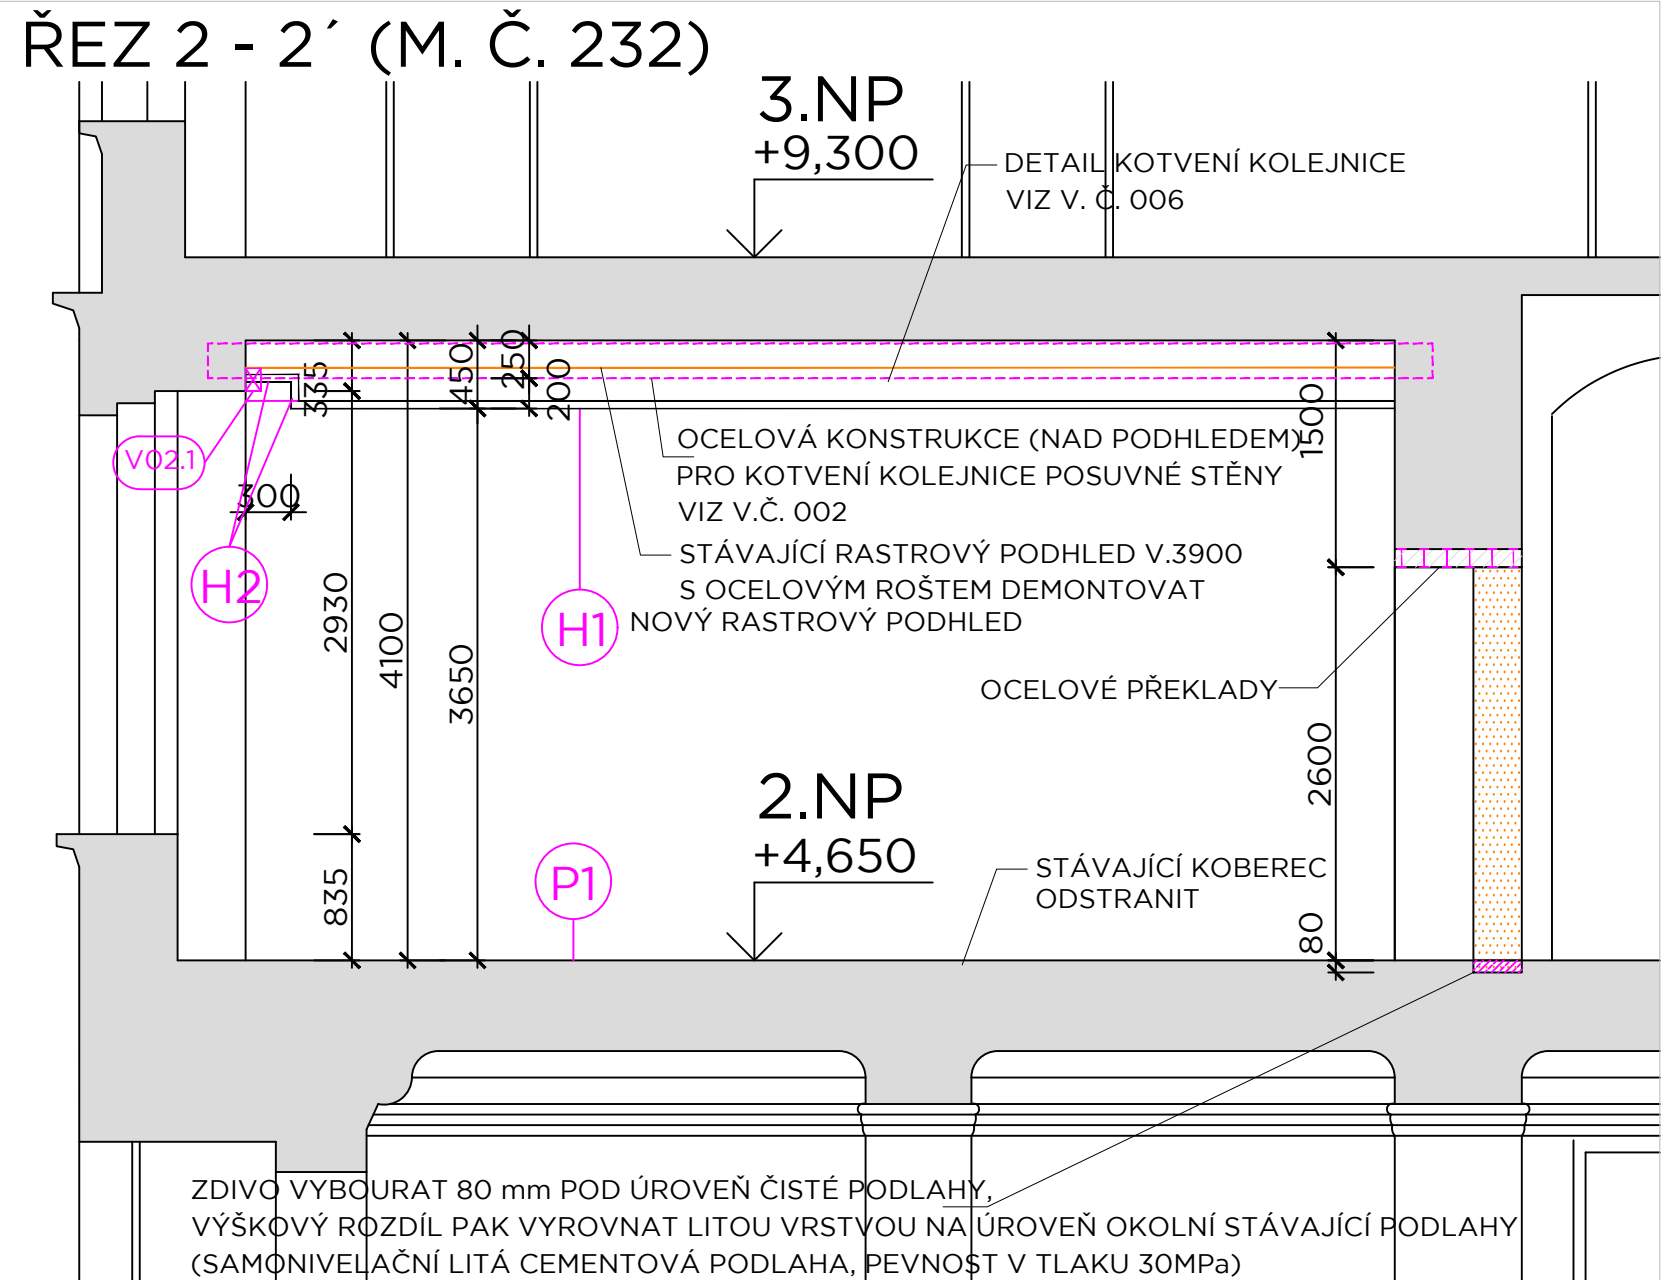 ŘEZ 2 - 2´ (M. Č. 232)
3.NP
+9,300
DETAIL KOTVENÍ KOLEJNICE
VIZ V. Č. 006
335
450
250
200
1500
V02.1
300
OCELOVÁ KONSTRUKCE (NAD PODHLEDEM)
PRO KOTVENÍ KOLEJNICE POSUVNÉ STĚNY
VIZ V.Č. 002
STÁVAJÍCÍ RASTROVÝ PODHLED V.3900
S OCELOVÝM ROŠTEM DEMONTOVAT
H2
H1
NOVÝ RASTROVÝ PODHLED
2930
4100
3650
OCELOVÉ PŘEKLADY
2600
2.NP
+4,650
P1
835
STÁVAJÍCÍ KOBEREC
ODSTRANIT
80
ZDIVO VYBOURAT 80 mm POD ÚROVEŇ ČISTÉ PODLAHY,
VÝŠKOVÝ ROZDÍL PAK VYROVNAT LITOU VRSTVOU NA ÚROVEŇ OKOLNÍ STÁVAJÍCÍ PODLAHY
(SAMONIVELAČNÍ LITÁ CEMENTOVÁ PODLAHA, PEVNOST V TLAKU 30MPa)